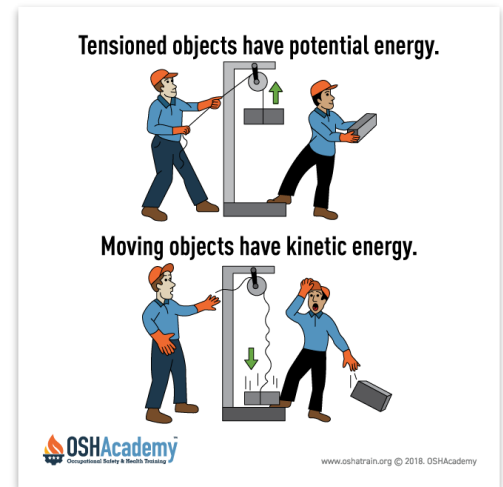 Tensioned objects have potential energy.
Moving objects have kinetic energy.
OSHAcademy™
Occupational Safety & Health Training
www.oshatrain.org © 2018. OSHAcademy